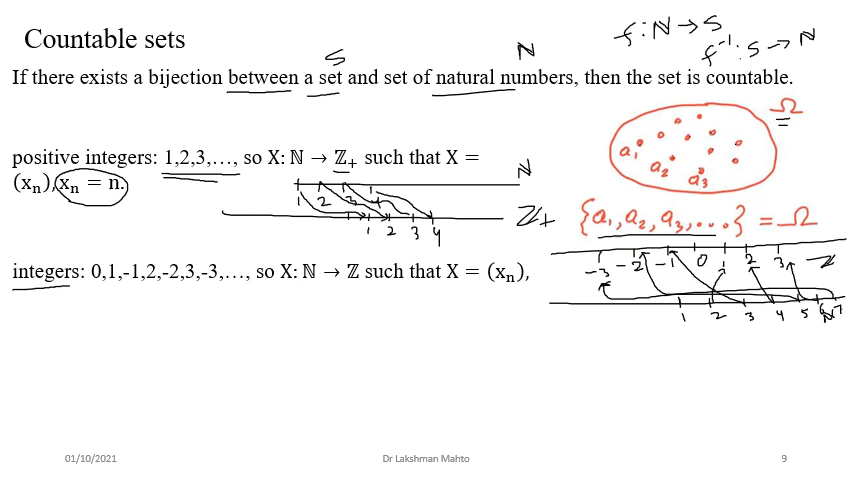 Countable sets
f : ℕ → S
f⁻¹ : S → ℕ
S
N
If there exists a bijection between a set and set of natural numbers, then the set is countable.
Ω
positive integers: 1,2,3,…, so X: ℕ → ℤ₊ such that X =
(xₙ),xₙ = n.
a₁
a₂
a₃
N
1 2 3 4
1 2 3 4
ℤ+
{a₁, a₂, a₃, ....} = Ω
integers: 0,1,-1,2,-2,3,-3,…, so X: ℕ → ℤ such that X = (xₙ),
-3 -2 -1 0 1 2 3 ℤ
1 2 3 4 5 6 7
N
01/10/2021
Dr Lakshman Mahto
9